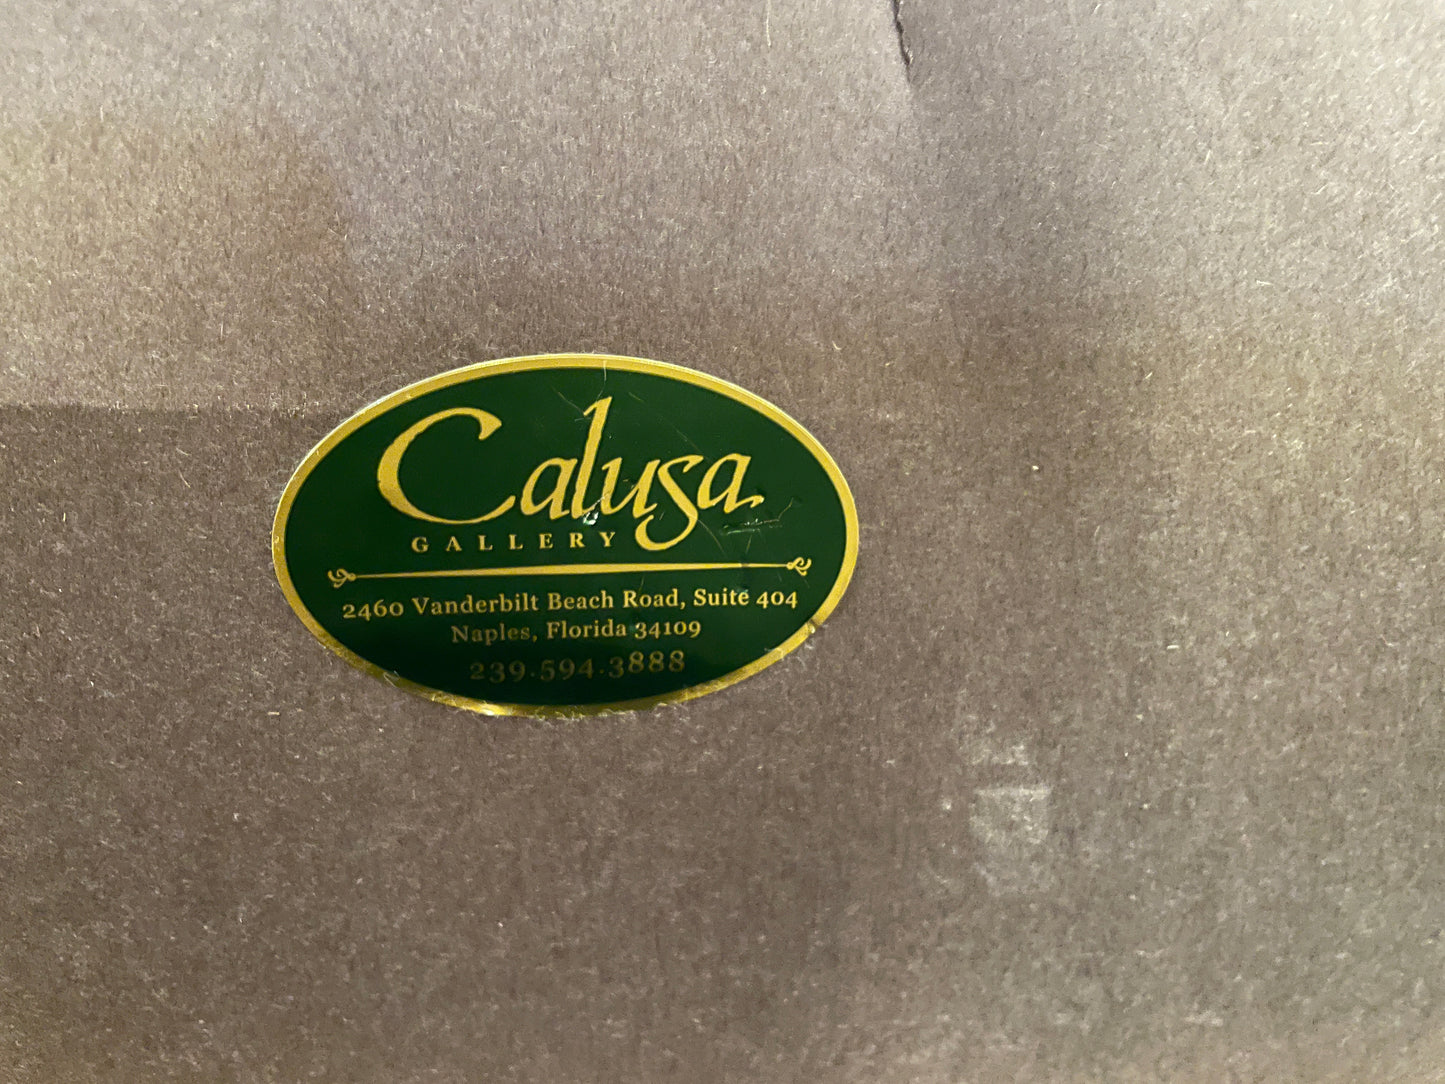 Calusa
GALLERY
2460 Vanderbilt Beach Road, Suite 404
Naples, Florida 34109
239.594.3888